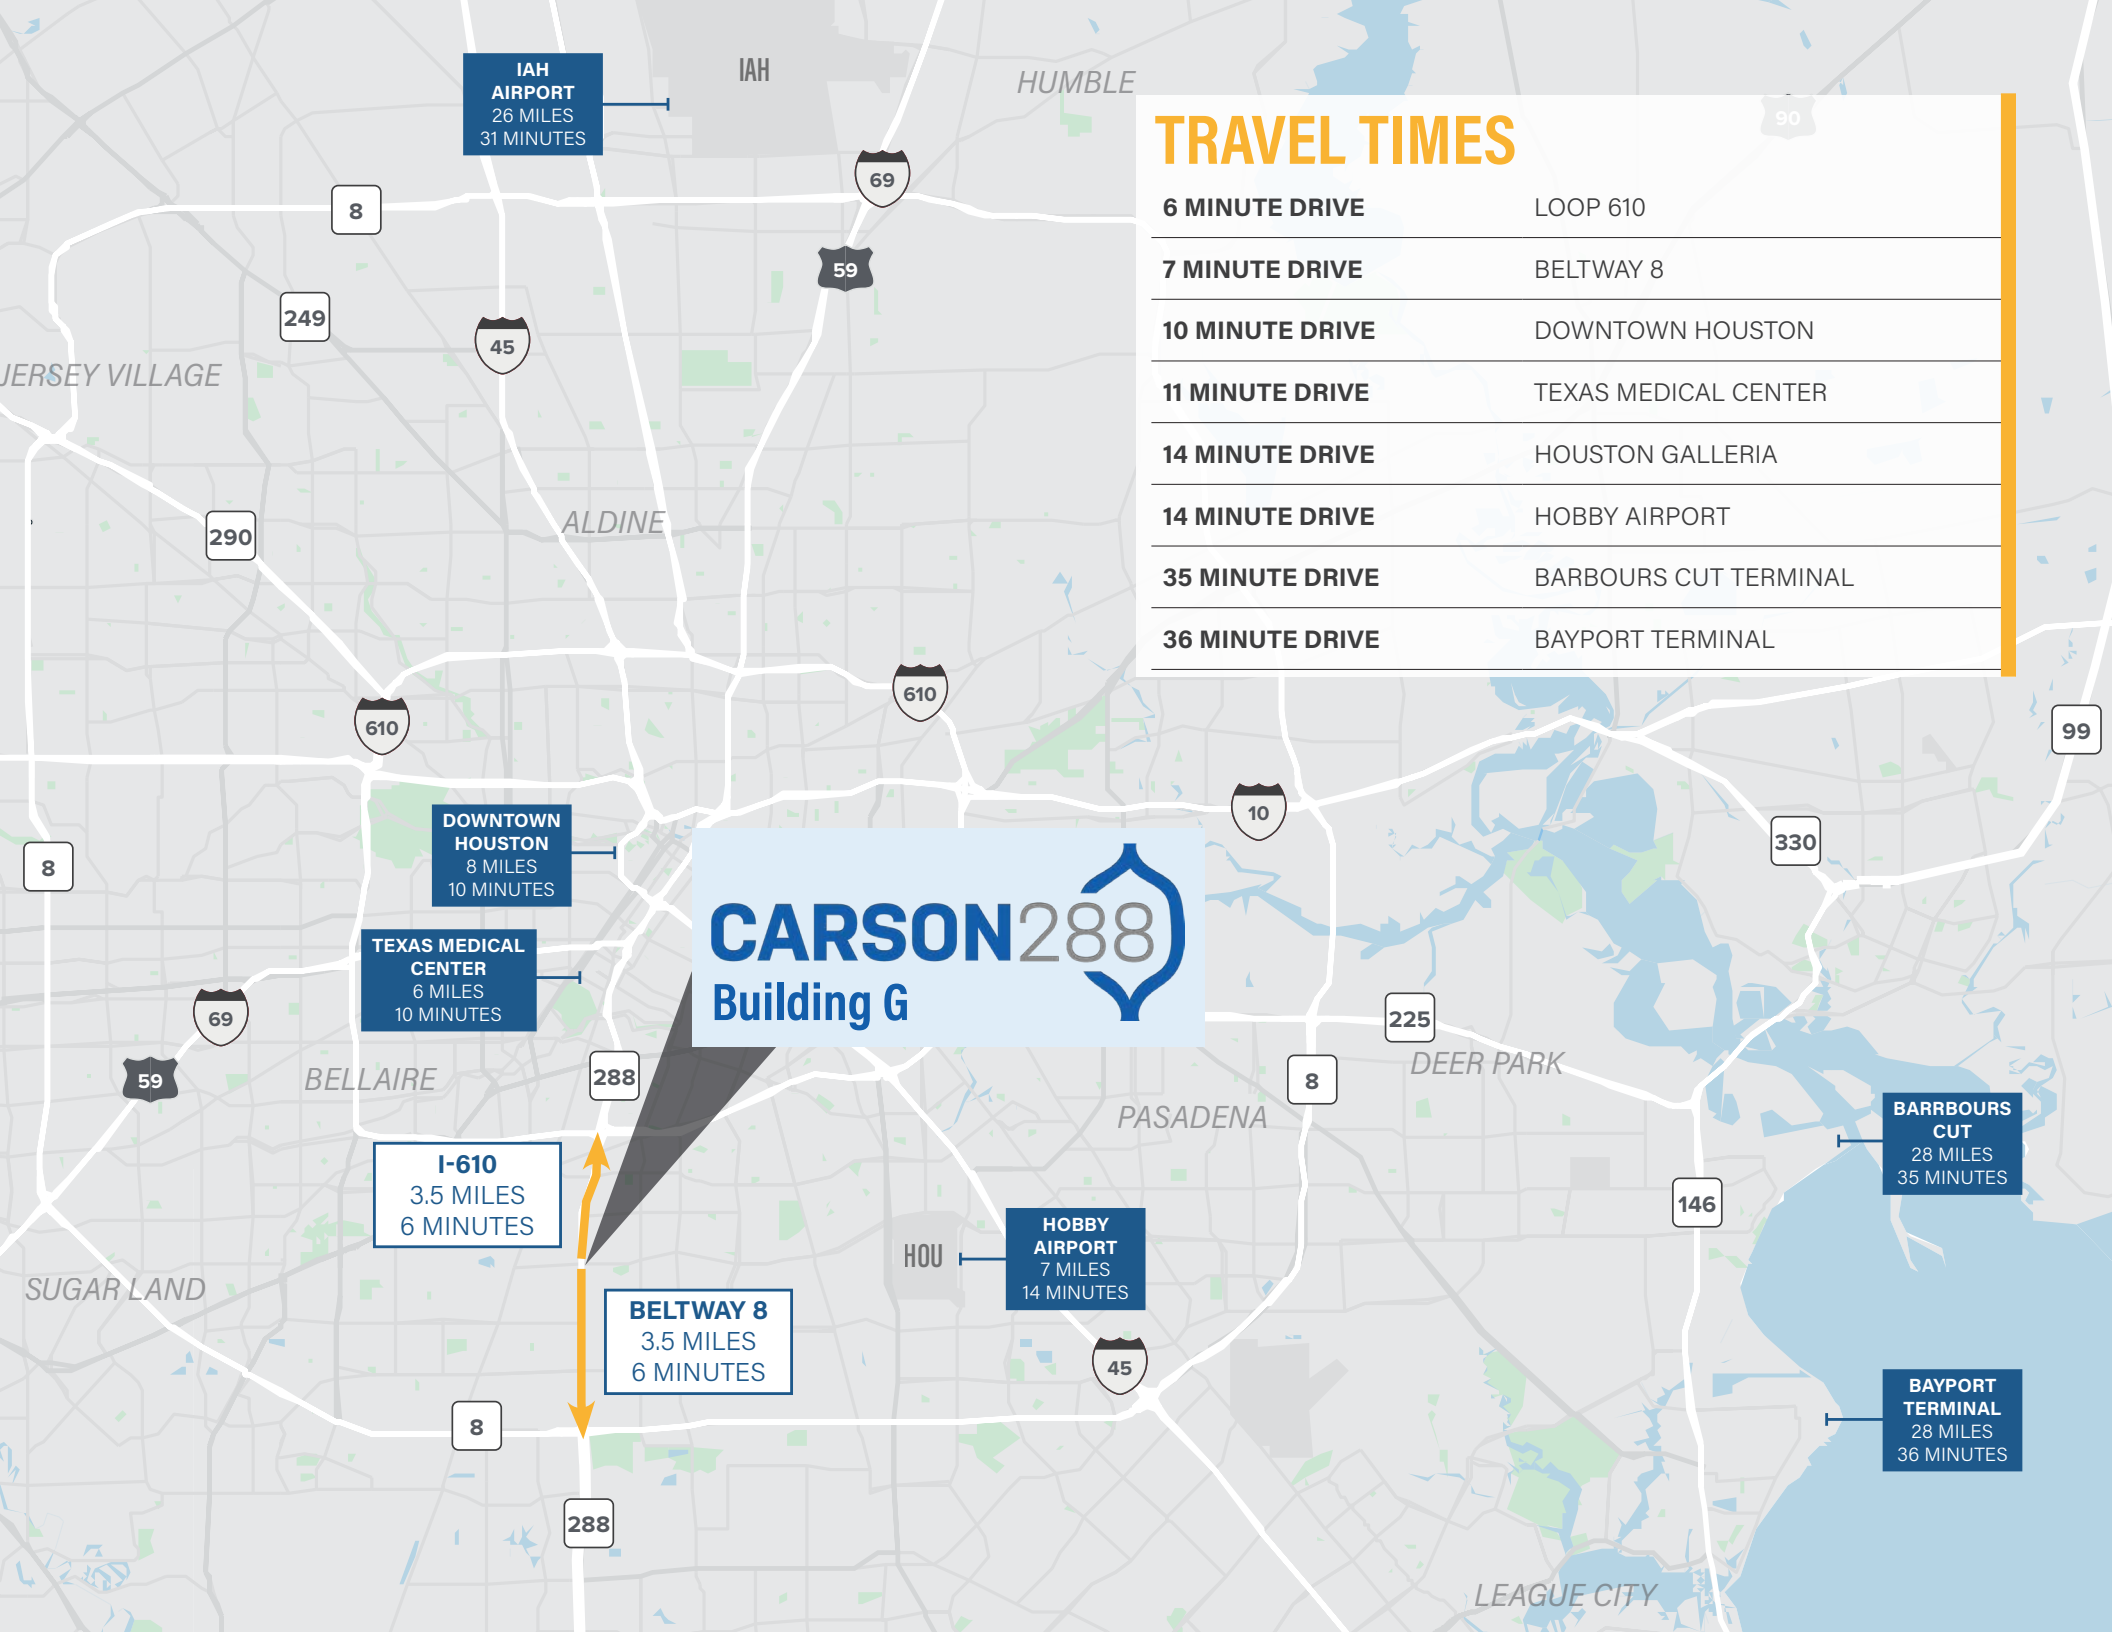 IAH
AIRPORT
26 MILES
31 MINUTES
IAH
HUMBLE
90
TRAVEL TIMES
6 MINUTE DRIVE LOOP 610
7 MINUTE DRIVE BELTWAY 8
10 MINUTE DRIVE DOWNTOWN HOUSTON
11 MINUTE DRIVE TEXAS MEDICAL CENTER
14 MINUTE DRIVE HOUSTON GALLERIA
14 MINUTE DRIVE HOBBY AIRPORT
35 MINUTE DRIVE BARBOURS CUT TERMINAL
36 MINUTE DRIVE BAYPORT TERMINAL
69
8
59
249
45
JERSEY VILLAGE
290
ALDINE
610
610
99
10
330
8
DOWNTOWN
HOUSTON
8 MILES
10 MINUTES
CARSON288
Building G
TEXAS MEDICAL
CENTER
6 MILES
10 MINUTES
69
225
59
BELLAIRE
288
8
DEER PARK
PASADENA
BARRBOURS
CUT
28 MILES
35 MINUTES
I-610
3.5 MILES
6 MINUTES
146
HOU
HOBBY
AIRPORT
7 MILES
14 MINUTES
SUGAR LAND
BELTWAY 8
3.5 MILES
6 MINUTES
45
BAYPORT
TERMINAL
28 MILES
36 MINUTES
8
288
LEAGUE CITY